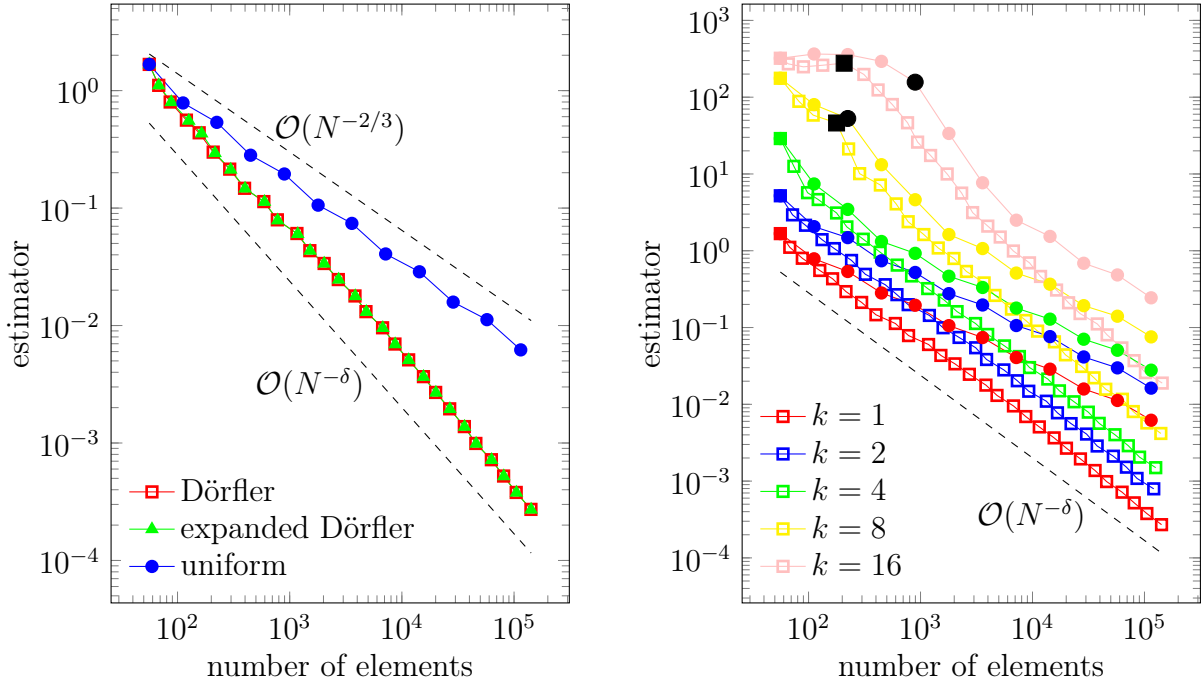 10^0
10^{-1}
10^{-2}
10^{-3}
10^{-4}
estimator
O(N^{-2/3})
O(N^{-δ})
Dörfler
expanded Dörfler
uniform
10^2
10^3
10^4
10^5
number of elements
10^3
10^2
10^1
10^0
10^{-1}
10^{-2}
10^{-3}
10^{-4}
estimator
k = 1
k = 2
k = 4
k = 8
k = 16
O(N^{-δ})
10^2
10^3
10^4
10^5
number of elements